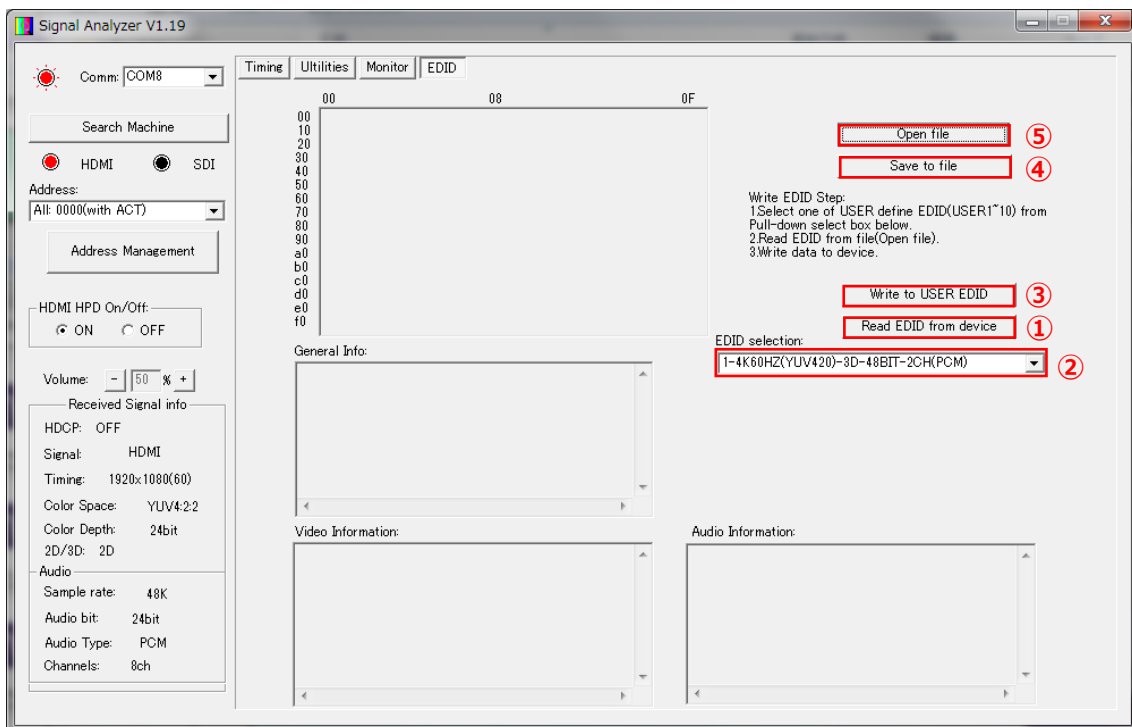 Signal Analyzer V1.19
Comm: COM8
Search Machine
HDMI SDI
Address:
All: 0000(with ACT)
Address Management
HDMI HPD On/Off:
ON OFF
Volume: - 50 % +
Received Signal info
HDCP: OFF
Signal: HDMI
Timing: 1920x1080(60)
Color Space: YUV4:2:2
Color Depth: 24bit
2D/3D: 2D
Audio
Sample rate: 48K
Audio bit: 24bit
Audio Type: PCM
Channels: 8ch
Timing Ultilities Monitor EDID
00 08 0F
00
10
20
30
40
50
60
70
80
90
a0
b0
c0
d0
e0
f0
Open file ⑤
Save to file ④
Write EDID Step:
1.Select one of USER define EDID(USER1~10) from
Pull-down select box below.
2.Read EDID from file(Open file).
3.Write data to device.
Write to USER EDID ③
Read EDID from device ①
EDID selection:
1-4K60HZ(YUV420)-3D-48BIT-2CH(PCM) ②
General Info:
Video Information:
Audio Information: